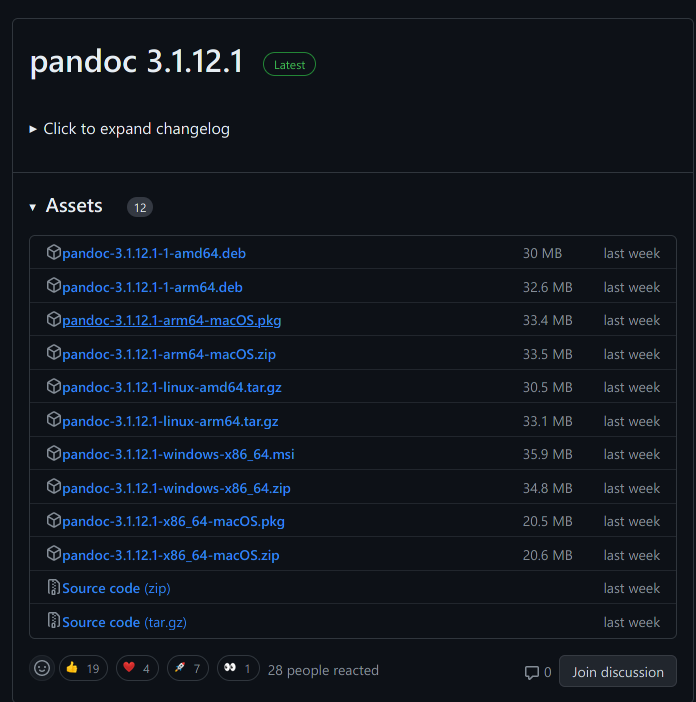 pandoc 3.1.12.1 Latest
Click to expand changelog
Assets 12
pandoc-3.1.12.1-1-amd64.deb 30 MB last week
pandoc-3.1.12.1-1-arm64.deb 32.6 MB last week
pandoc-3.1.12.1-arm64-macOS.pkg 33.4 MB last week
pandoc-3.1.12.1-arm64-macOS.zip 33.5 MB last week
pandoc-3.1.12.1-linux-amd64.tar.gz 30.5 MB last week
pandoc-3.1.12.1-linux-arm64.tar.gz 33.1 MB last week
pandoc-3.1.12.1-windows-x86_64.msi 35.9 MB last week
pandoc-3.1.12.1-windows-x86_64.zip 34.8 MB last week
pandoc-3.1.12.1-x86_64-macOS.pkg 20.5 MB last week
pandoc-3.1.12.1-x86_64-macOS.zip 20.6 MB last week
Source code (zip) last week
Source code (tar.gz) last week
19 4 7 1 28 people reacted 0 Join discussion